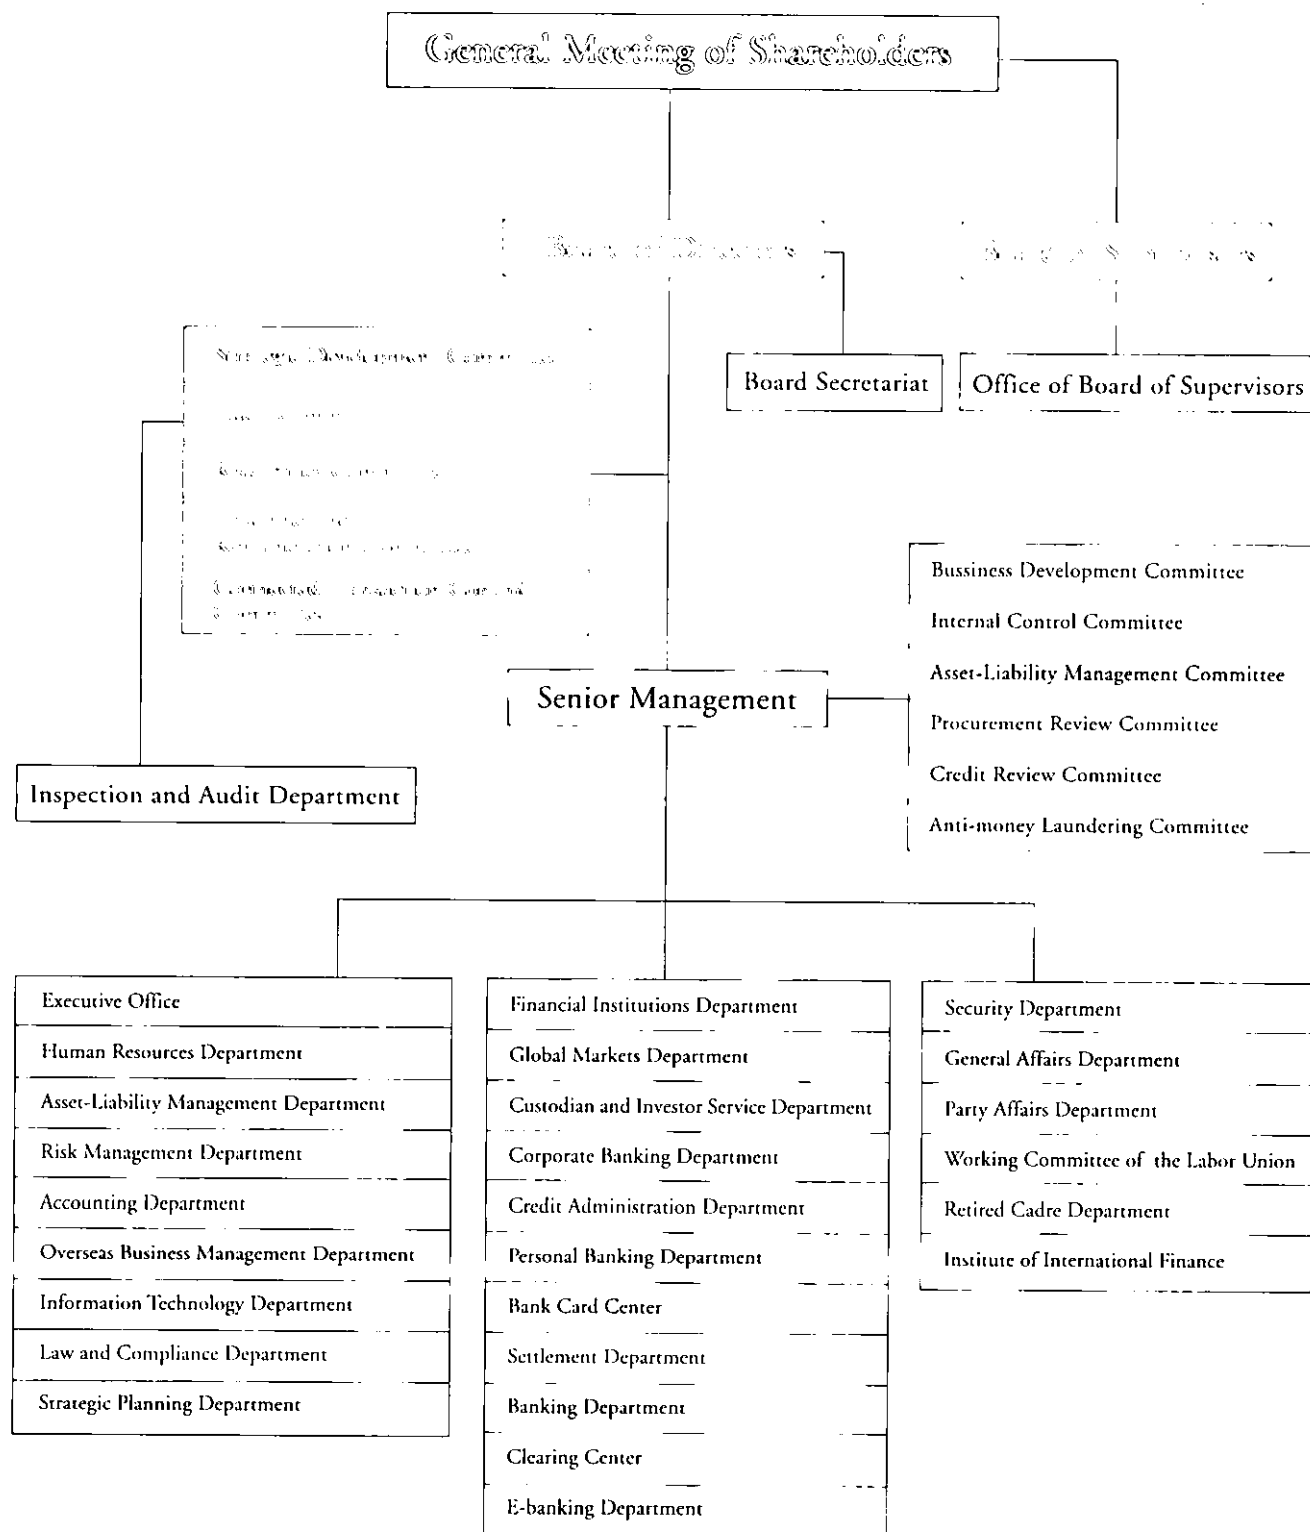 General Meeting of Shareholders
Board of Directors
Board Secretariat
Office of Board of Supervisors
Bussiness Development Committee
Internal Control Committee
Asset-Liability Management Committee
Procurement Review Committee
Credit Review Committee
Anti-money Laundering Committee
Senior Management
Inspection and Audit Department
Executive Office
Human Resources Department
Asset-Liability Management Department
Risk Management Department
Accounting Department
Overseas Business Management Department
Information Technology Department
Law and Compliance Department
Strategic Planning Department
Financial Institutions Department
Global Markets Department
Custodian and Investor Service Department
Corporate Banking Department
Credit Administration Department
Personal Banking Department
Bank Card Center
Settlement Department
Banking Department
Clearing Center
E-banking Department
Security Department
General Affairs Department
Party Affairs Department
Working Committee of the Labor Union
Retired Cadre Department
Institute of International Finance